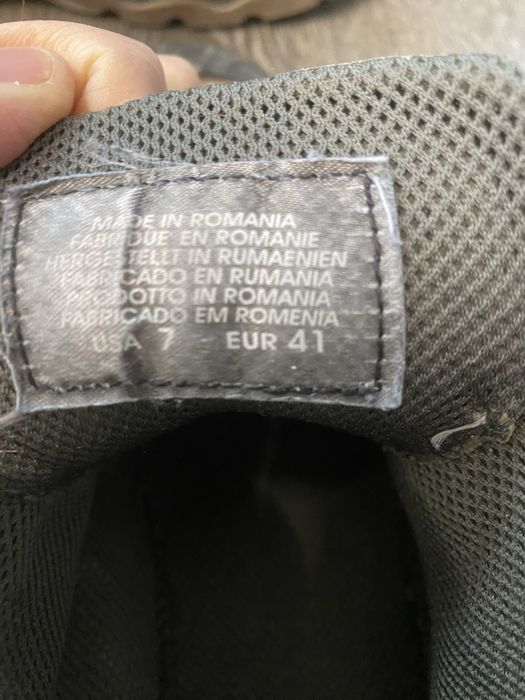 MADE IN ROMANIA
FABRIQUE EN ROMANIE
HERGESTELLT IN RUMAENIEN
FABRICADO EN RUMANIA
PRODOTTO IN ROMANIA
FABRICADO EM ROMENIA
USA 7 EUR 41